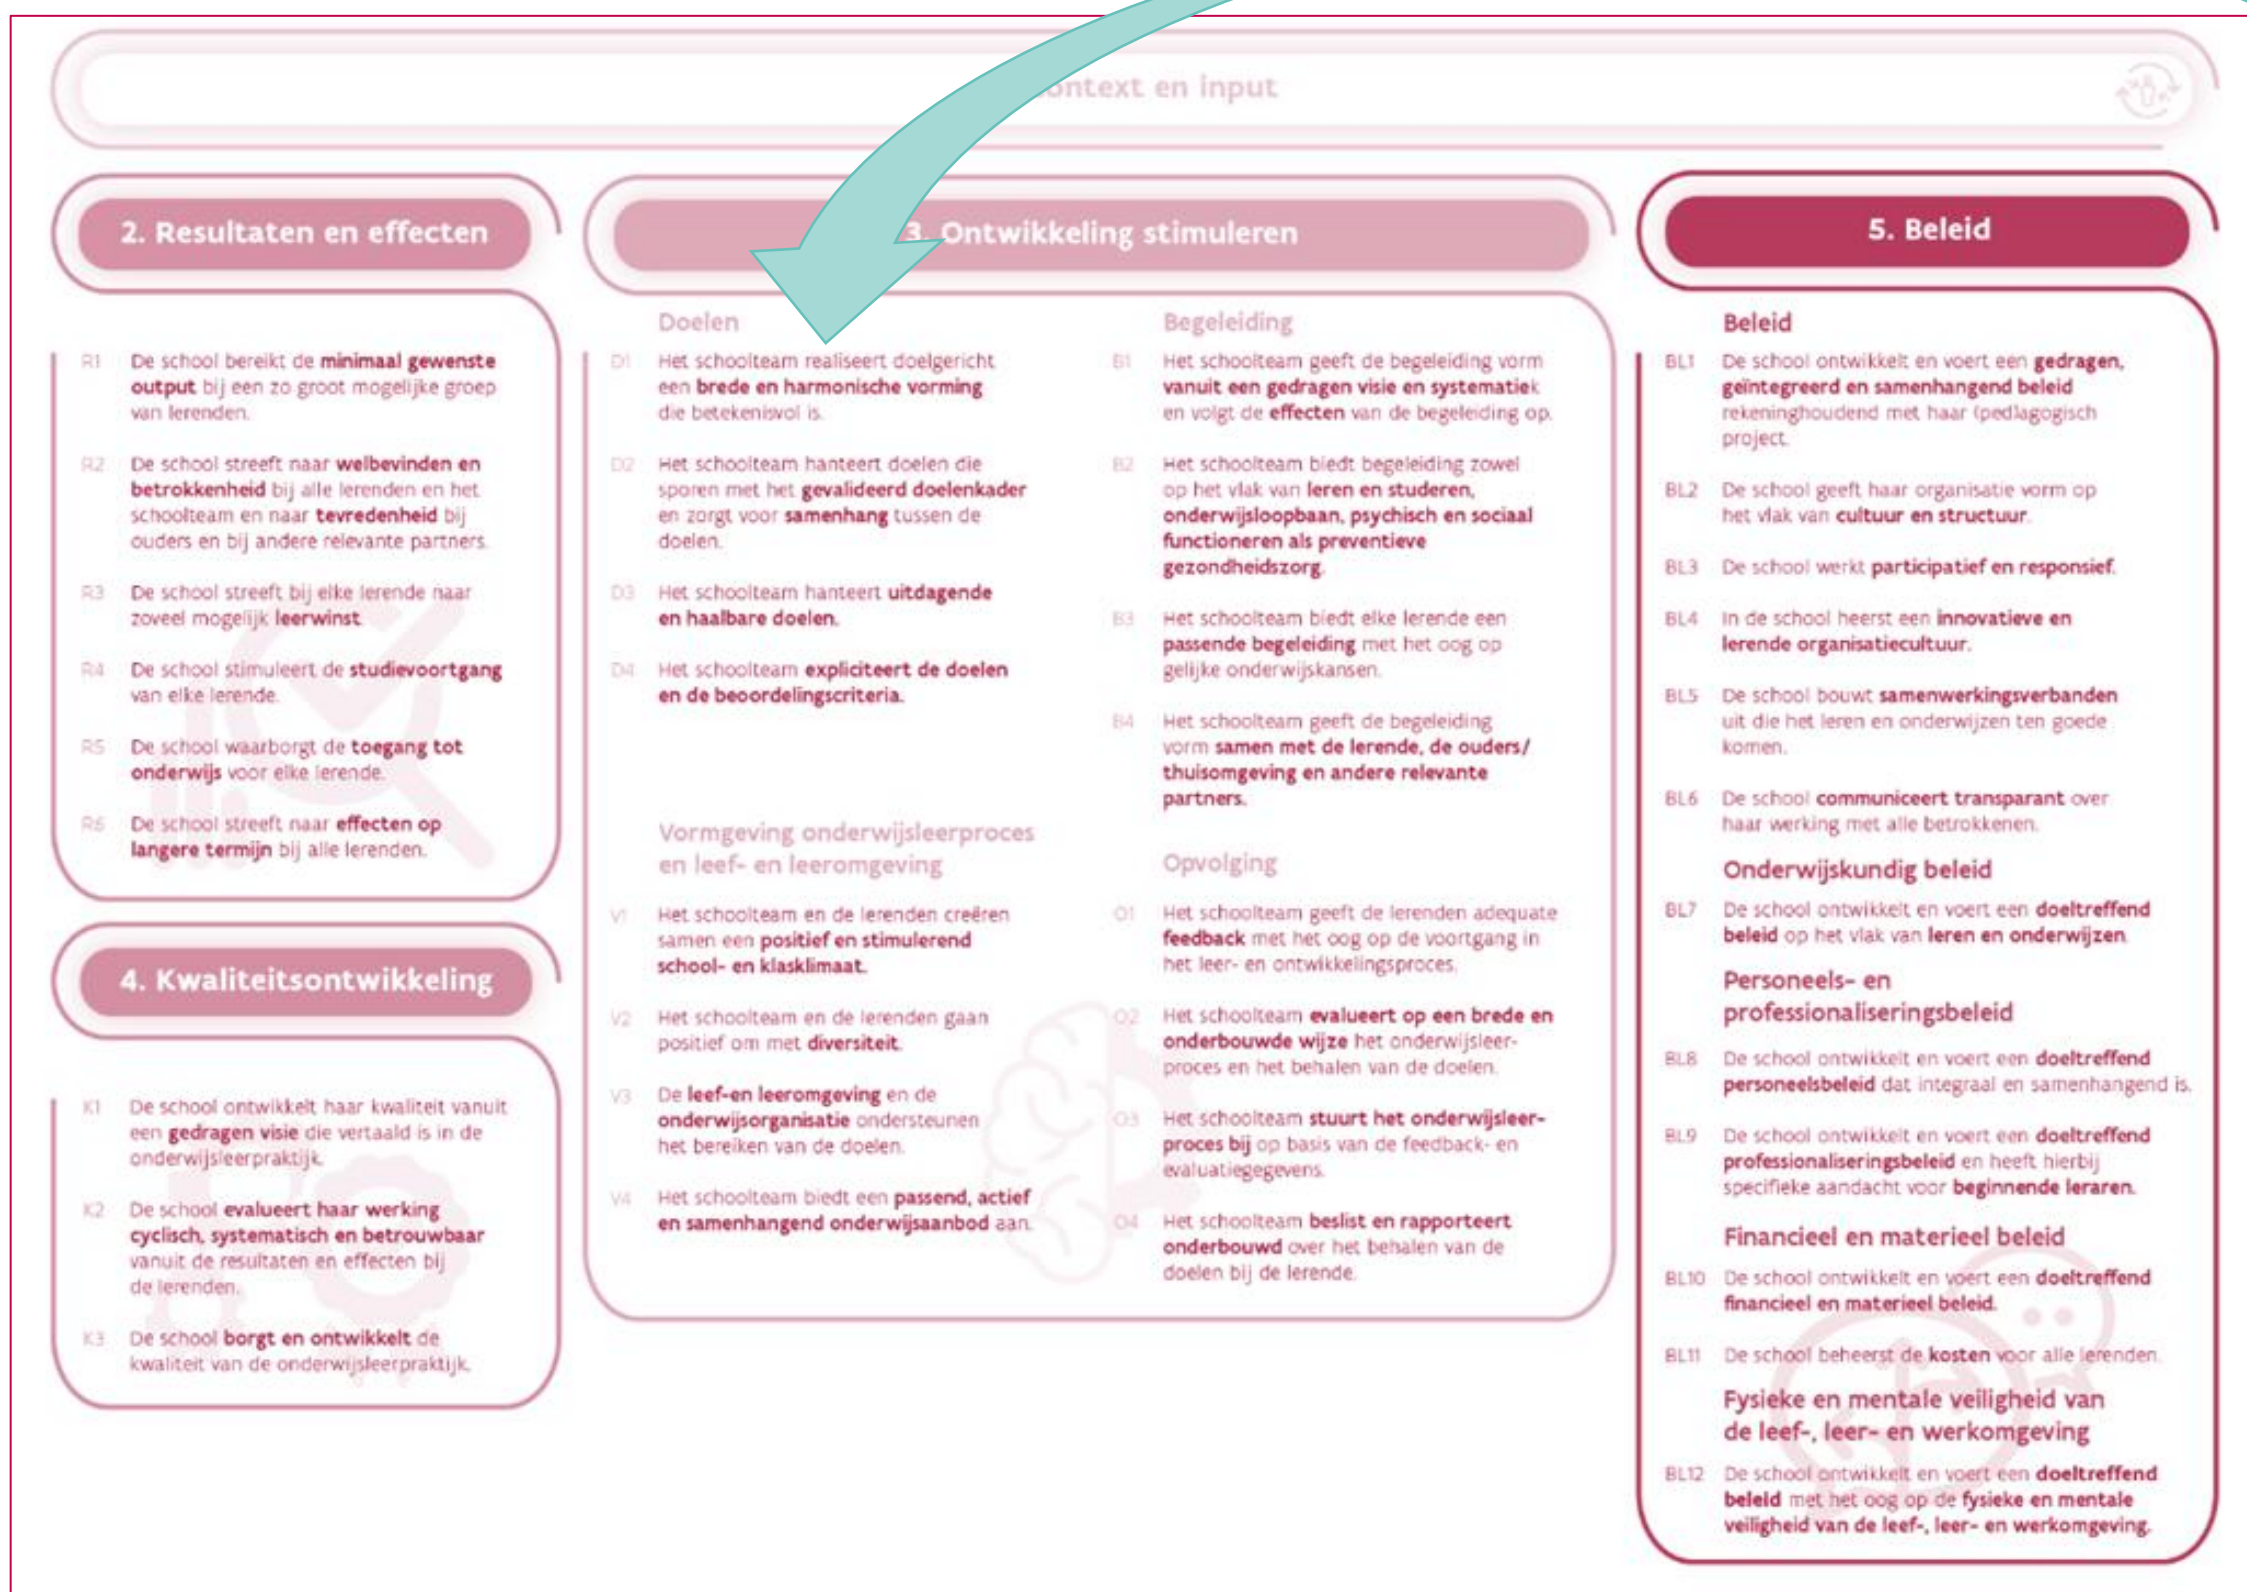 ontext en input
2. Resultaten en effecten
R1 De school bereikt de minimaal gewenste
output bij een zo groot mogelijke groep
van lerenden.
R2 De school streeft naar welbevinden en
betrokkenheid bij alle lerenden en het
schoolteam en naar tevredenheid bij
ouders en bij andere relevante partners.
R3 De school streeft bij elke lerende naar
zoveel mogelijk leerwinst.
R4 De school stimuleert de studievoortgang
van elke lerende.
R5 De school waarborgt de toegang tot
onderwijs voor elke lerende.
R6 De school streeft naar effecten op
langere termijn bij alle lerenden.
4. Kwaliteitsontwikkeling
K1 De school ontwikkelt haar kwaliteit vanuit
een gedragen visie die vertaald is in de
onderwijsleerpraktijk.
K2 De school evalueert haar werking
cyclisch, systematisch en betrouwbaar
vanuit de resultaten en effecten bij
de lerenden.
K3 De school borgt en ontwikkelt de
kwaliteit van de onderwijsleerpraktijk.
3. Ontwikkeling stimuleren
Doelen
D1 Het schoolteam realiseert doelgericht
een brede en harmonische vorming
die betekenisvol is.
D2 Het schoolteam hanteert doelen die
sporen met het gevalideerd doelenkader
en zorgt voor samenhang tussen de
doelen.
D3 Het schoolteam hanteert uitdagende
en haalbare doelen.
D4 Het schoolteam expliciteert de doelen
en de beoordelingscriteria.
Vormgeving onderwijsleerproces
en leef- en leeromgeving
V1 Het schoolteam en de lerenden creëren
samen een positief en stimulerend
school- en klasklimaat.
V2 Het schoolteam en de lerenden gaan
positief om met diversiteit.
V3 De leef-en leeromgeving en de
onderwijsorganisatie ondersteunen
het bereiken van de doelen.
V4 Het schoolteam biedt een passend, actief
en samenhangend onderwijsaanbod aan.
Begeleiding
B1 Het schoolteam geeft de begeleiding vorm
vanuit een gedragen visie en systematiek
en volgt de effecten van de begeleiding op.
B2 Het schoolteam biedt begeleiding zowel
op het vlak van leren en studeren,
onderwijsloopbaan, psychisch en sociaal
functioneren als preventieve
gezondheidszorg.
B3 Het schoolteam biedt elke lerende een
passende begeleiding met het oog op
gelijke onderwijskansen.
B4 Het schoolteam geeft de begeleiding
vorm samen met de lerende, de ouders/
thuisomgeving en andere relevante
partners.
Opvolging
O1 Het schoolteam geeft de lerenden adequate
feedback met het oog op de voortgang in
het leer- en ontwikkelingsproces.
O2 Het schoolteam evalueert op een brede en
onderbouwde wijze het onderwijsleer-
proces en het behalen van de doelen.
O3 Het schoolteam stuurt het onderwijsleer-
proces bij op basis van de feedback- en
evaluatiegegevens.
O4 Het schoolteam beslist en rapporteert
onderbouwd over het behalen van de
doelen bij de lerende.
5. Beleid
Beleid
BL1 De school ontwikkelt en voert een gedragen,
geïntegreerd en samenhangend beleid
rekeninghoudend met haar (ped)agogisch
project.
BL2 De school geeft haar organisatie vorm op
het vlak van cultuur en structuur.
BL3 De school werkt participatief en responsief.
BL4 In de school heerst een innovatieve en
lerende organisatiecultuur.
BL5 De school bouwt samenwerkingsverbanden
uit die het leren en onderwijzen ten goede
komen.
BL6 De school communiceert transparant over
haar werking met alle betrokkenen.
Onderwijskundig beleid
BL7 De school ontwikkelt en voert een doeltreffend
beleid op het vlak van leren en onderwijzen.
Personeels- en
professionaliseringsbeleid
BL8 De school ontwikkelt en voert een doeltreffend
personeelsbeleid dat integraal en samenhangend is.
BL9 De school ontwikkelt en voert een doeltreffend
professionaliseringsbeleid en heeft hierbij
specifieke aandacht voor beginnende leraren.
Financieel en materieel beleid
BL10 De school ontwikkelt en voert een doeltreffend
financieel en materieel beleid.
BL11 De school beheerst de kosten voor alle lerenden.
Fysieke en mentale veiligheid van
de leef-, leer- en werkomgeving
BL12 De school ontwikkelt en voert een doeltreffend
beleid met het oog op de fysieke en mentale
veiligheid van de leef-, leer- en werkomgeving.